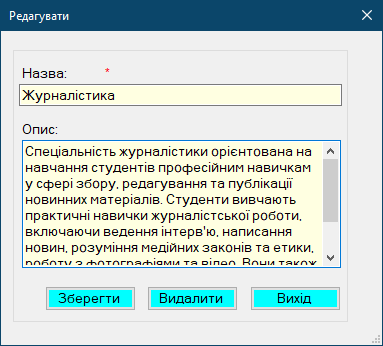 Редагувати
Назва: *
Журналістика
Опис:
Спеціальність журналістики орієнтована на
навчання студентів професійним навичкам
у сфері збору, редагування та публікації
новинних матеріалів. Студенти вивчають
практичні навички журналістської роботи,
включаючи ведення інтерв'ю, написання
новин, розуміння медійних законів та етики,
роботу з фотографіями та відео. Вони також
Зберегти Видалити Вихід